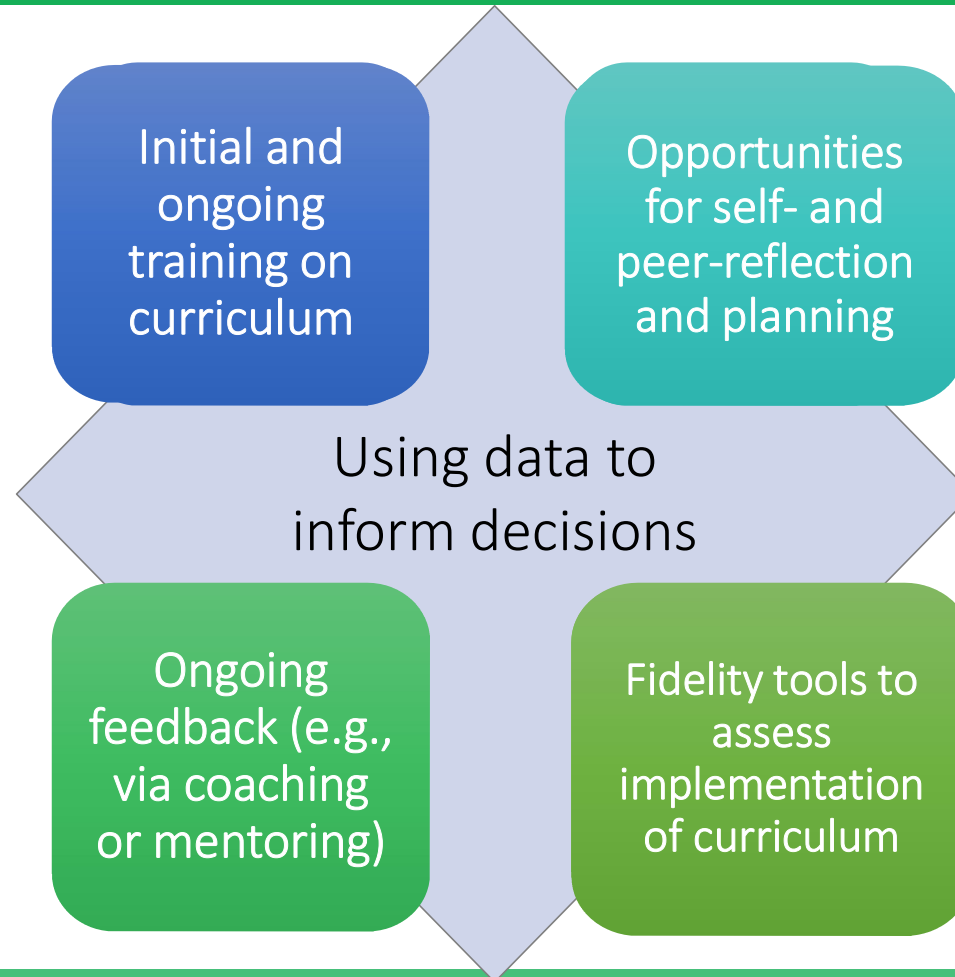 Initial and
ongoing
training on
curriculum
Opportunities
for self- and
peer-reflection
and planning
Using data to
inform decisions
Ongoing
feedback (e.g.,
via coaching
or mentoring)
Fidelity tools to
assess
implementation
of curriculum